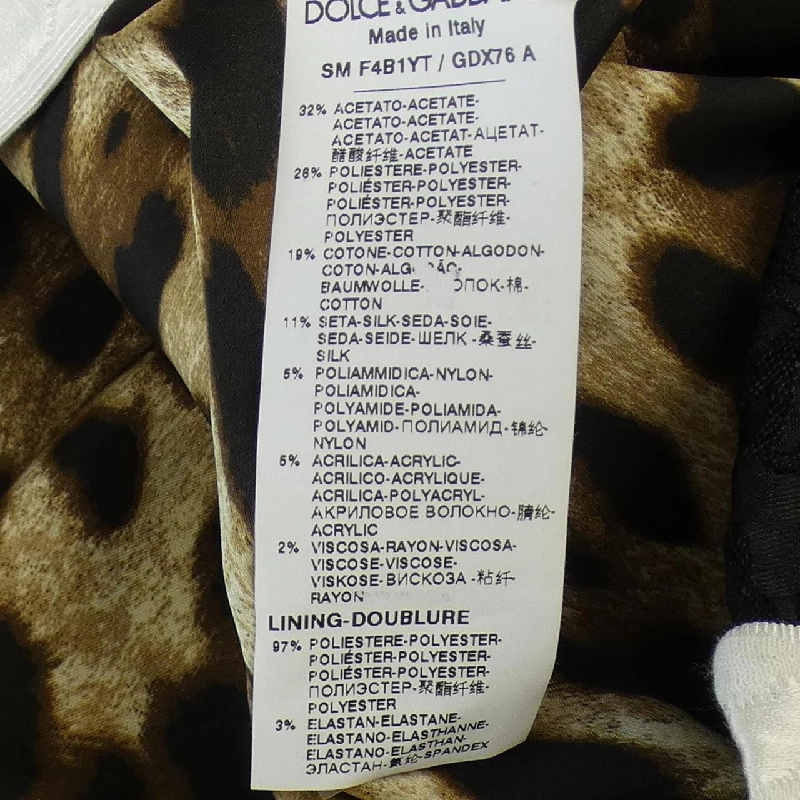 DOLCE & GABBANA
Made in Italy
SM F4B1YT / GDX76 A
32% ACETATO-ACETATE-
ACETATO-ACETATE-
ACETATO-ACETAT-АЦЕТАТ-
醋酸纤维-ACETATE
26% POLIESTERE-POLYESTER-
POLIÉSTER-POLYESTER-
POLIÉSTER-POLYESTER-
ПОЛИЭСТЕР-聚酯纤维-
POLYESTER
19% COTONE-COTTON-ALGODON-
COTON-
BAUMWOLLE- -棉-
COTTON
11% SETA-SILK-SEDA-SOIE-
SEDA-SEIDE-ШЕЛК-桑蚕丝-
SILK
5% POLIAMMIDICA-NYLON-
POLIAMIDICA-
POLYAMIDE-POLIAMIDA-
POLYAMID-ПОЛИАМИД-锦纶-
NYLON
5% ACRILICA-ACRYLIC-
ACRILICO-ACRYLIQUE-
ACRILICA-POLYACRYL-
АКРИЛОВОЕ ВОЛОКНО-腈纶-
ACRYLIC
2% VISCOSA-RAYON-VISCOSA-
VISCOSE-VISCOSE-
VISKOSE-ВИСКОЗА-粘纤-
RAYON
LINING-DOUBLURE
97% POLIESTERE-POLYESTER-
POLIÉSTER-POLYESTER-
POLIÉSTER-POLYESTER-
ПОЛИЭСТЕР-聚酯纤维-
POLYESTER
3% ELASTAN-ELASTANE-
ELASTANO-ELASTHANNE-
ELASTANO-ELASTHAN-
ЭЛАСТАН-氨纶-SPANDEX